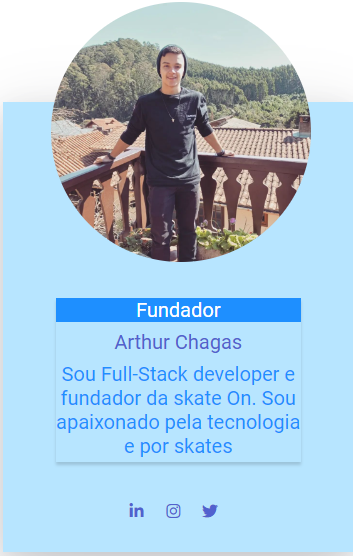 Fundador
Arthur Chagas
Sou Full-Stack developer e
fundador da skate On. Sou
apaixonado pela tecnologia
e por skates